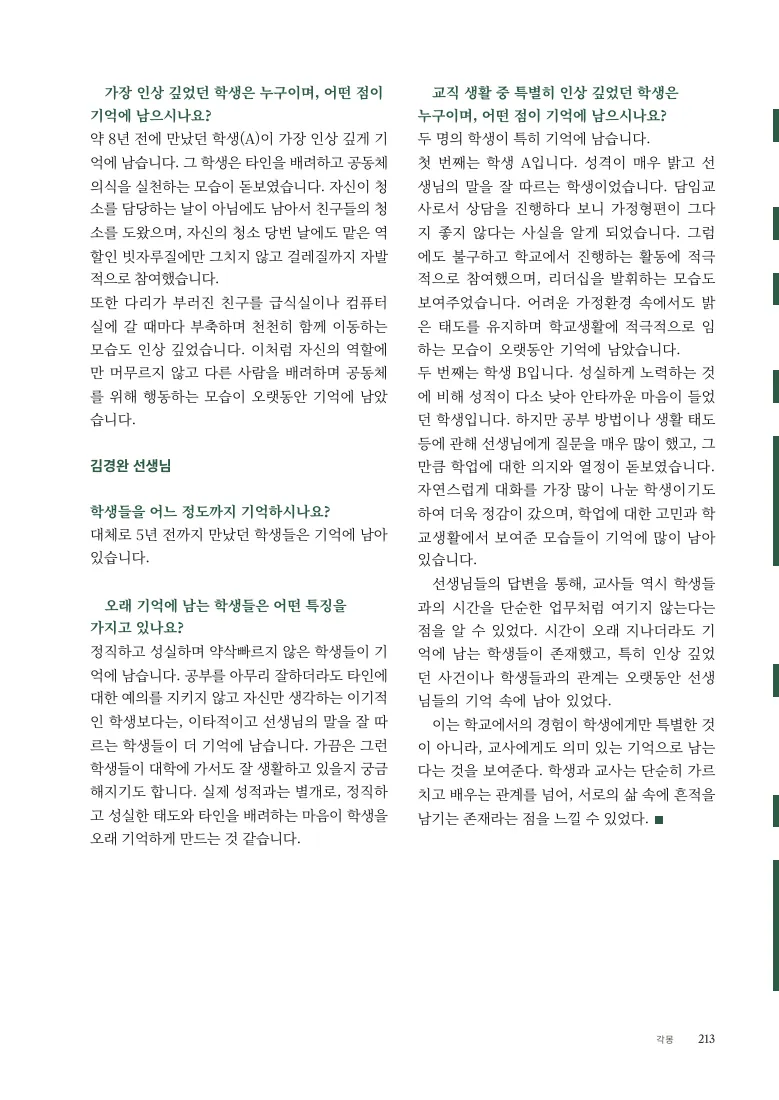 가장 인상 깊었던 학생은 누구이며, 어떤 점이
기억에 남으시나요?
약 8년 전에 만났던 학생(A)이 가장 인상 깊게 기
억에 남습니다. 그 학생은 타인을 배려하고 공동체
의식을 실천하는 모습이 돋보였습니다. 자신이 청
소를 담당하는 날이 아님에도 남아서 친구들의 청
소를 도왔으며, 자신의 청소 당번 날에도 맡은 역
할인 빗자루질에만 그치지 않고 걸레질까지 자발
적으로 참여했습니다.
또한 다리가 부러진 친구를 급식실이나 컴퓨터
실에 갈 때마다 부축하며 천천히 함께 이동하는
모습도 인상 깊었습니다. 이처럼 자신의 역할에
만 머무르지 않고 다른 사람을 배려하며 공동체
를 위해 행동하는 모습이 오랫동안 기억에 남았
습니다.
김경완 선생님
학생들을 어느 정도까지 기억하시나요?
대체로 5년 전까지 만났던 학생들은 기억에 남아
있습니다.
오래 기억에 남는 학생들은 어떤 특징을
가지고 있나요?
정직하고 성실하며 약삭빠르지 않은 학생들이 기
억에 남습니다. 공부를 아무리 잘하더라도 타인에
대한 예의를 지키지 않고 자신만 생각하는 이기적
인 학생보다는, 이타적이고 선생님의 말을 잘 따
르는 학생들이 더 기억에 남습니다. 가끔은 그런
학생들이 대학에 가서도 잘 생활하고 있을지 궁금
해지기도 합니다. 실제 성적과는 별개로, 정직하
고 성실한 태도와 타인을 배려하는 마음이 학생을
오래 기억하게 만드는 것 같습니다.
교직 생활 중 특별히 인상 깊었던 학생은
누구이며, 어떤 점이 기억에 남으시나요?
두 명의 학생이 특히 기억에 남습니다.
첫 번째는 학생 A입니다. 성격이 매우 밝고 선
생님의 말을 잘 따르는 학생이었습니다. 담임교
사로서 상담을 진행하다 보니 가정형편이 그다
지 좋지 않다는 사실을 알게 되었습니다. 그럼
에도 불구하고 학교에서 진행하는 활동에 적극
적으로 참여했으며, 리더십을 발휘하는 모습도
보여주었습니다. 어려운 가정환경 속에서도 밝
은 태도를 유지하며 학교생활에 적극적으로 임
하는 모습이 오랫동안 기억에 남았습니다.
두 번째는 학생 B입니다. 성실하게 노력하는 것
에 비해 성적이 다소 낮아 안타까운 마음이 들었
던 학생입니다. 하지만 공부 방법이나 생활 태도
등에 관해 선생님에게 질문을 매우 많이 했고, 그
만큼 학업에 대한 의지와 열정이 돋보였습니다.
자연스럽게 대화를 가장 많이 나눈 학생이기도
하여 더욱 정감이 갔으며, 학업에 대한 고민과 학
교생활에서 보여준 모습들이 기억에 많이 남아
있습니다.
선생님들의 답변을 통해, 교사들 역시 학생들
과의 시간을 단순한 업무처럼 여기지 않는다는
점을 알 수 있었다. 시간이 오래 지나더라도 기
억에 남는 학생들이 존재했고, 특히 인상 깊었
던 사건이나 학생들과의 관계는 오랫동안 선생
님들의 기억 속에 남아 있었다.
이는 학교에서의 경험이 학생에게만 특별한 것
이 아니라, 교사에게도 의미 있는 기억으로 남는
다는 것을 보여준다. 학생과 교사는 단순히 가르
치고 배우는 관계를 넘어, 서로의 삶 속에 흔적을
남기는 존재라는 점을 느낄 수 있었다. ■
각몽 213